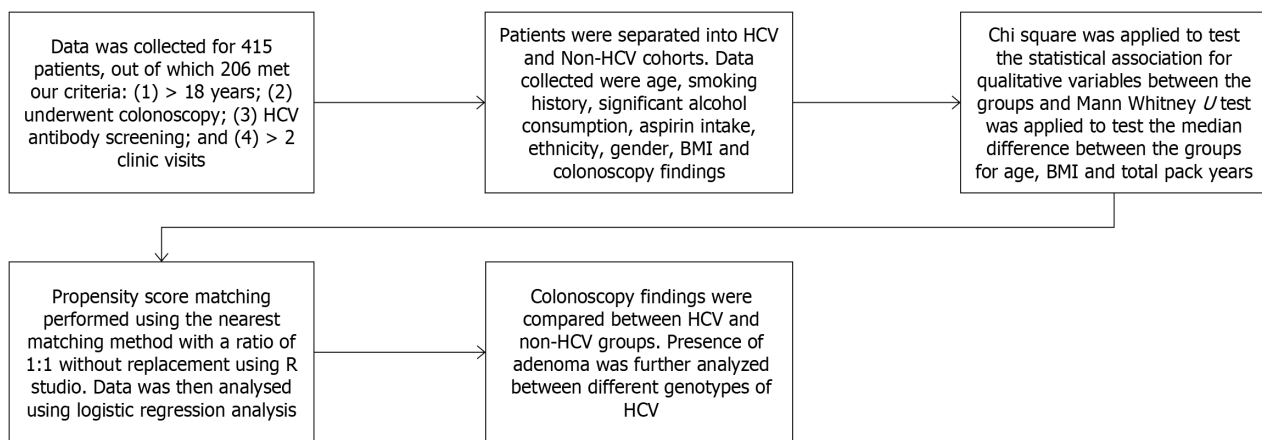 Data was collected for 415
patients, out of which 206 met
our criteria: (1) > 18 years; (2)
underwent colonoscopy; (3) HCV
antibody screening; and (4) > 2
clinic visits
Patients were separated into HCV
and Non-HCV cohorts. Data
collected were age, smoking
history, significant alcohol
consumption, aspirin intake,
ethnicity, gender, BMI and
colonoscopy findings
Chi square was applied to test
the statistical association for
qualitative variables between the
groups and Mann Whitney U test
was applied to test the median
difference between the groups
for age, BMI and total pack years
Propensity score matching
performed using the nearest
matching method with a ratio of
1:1 without replacement using R
studio. Data was then analysed
using logistic regression analysis
Colonoscopy findings were
compared between HCV and
non-HCV groups. Presence of
adenoma was further analyzed
between different genotypes of
HCV